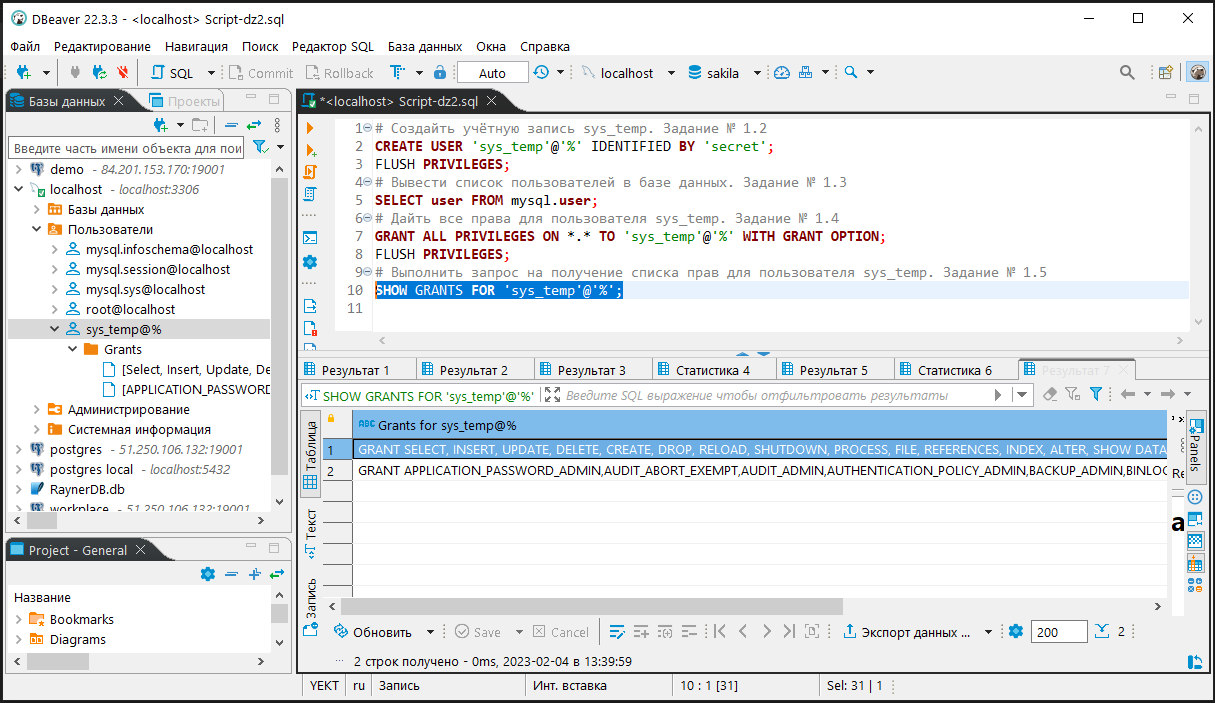 DBeaver 22.3.3 - <localhost> Script-dz2.sql
Файл Редактирование Навигация Поиск Редактор SQL База данных Окна Справка
SQL Commit Rollback Auto localhost sakila
Базы данных Проекты
Введите часть имени объекта для пои
demo - 84.201.153.170:19001
localhost - localhost:3306
Базы данных
Пользователи
mysql.infoschema@localhost
mysql.session@localhost
mysql.sys@localhost
root@localhost
sys_temp@%
Grants
[Select, Insert, Update, De
[APPLICATION_PASSWORD
Администрирование
Системная информация
postgres - 51.250.106.132:19001
postgres local - localhost:5432
RaynerDB.db
workplace - 51.250.106.132:19001
Project - General
Название
Bookmarks
Diagrams
*<localhost> Script-dz2.sql
1 # Создайть учётную запись sys_temp. Задание № 1.2
2 CREATE USER 'sys_temp'@'%' IDENTIFIED BY 'secret';
3 FLUSH PRIVILEGES;
4 # Вывести список пользователей в базе данных. Задание № 1.3
5 SELECT user FROM mysql.user;
6 # Дайть все права для пользователя sys_temp. Задание № 1.4
7 GRANT ALL PRIVILEGES ON *.* TO 'sys_temp'@'%' WITH GRANT OPTION;
8 FLUSH PRIVILEGES;
9 # Выполнить запрос на получение списка прав для пользователя sys_temp. Задание № 1.5
10 SHOW GRANTS FOR 'sys_temp'@'%';
11
Результат 1 Результат 2 Результат 3 Статистика 4 Результат 5 Статистика 6 Результат 7
SHOW GRANTS FOR 'sys_temp'@'%' Введите SQL выражение чтобы отфильтровать результаты
Таблица
Текст
Запись
ABC Grants for sys_temp@%
1 GRANT SELECT, INSERT, UPDATE, DELETE, CREATE, DROP, RELOAD, SHUTDOWN, PROCESS, FILE, REFERENCES, INDEX, ALTER, SHOW DATA
2 GRANT APPLICATION_PASSWORD_ADMIN,AUDIT_ABORT_EXEMPT,AUDIT_ADMIN,AUTHENTICATION_POLICY_ADMIN,BACKUP_ADMIN,BINLOG
Panels
Re
a
Обновить Save Cancel Экспорт данных ... 200 2
2 строк получено - 0ms, 2023-02-04 в 13:39:59
YEKT ru Запись Инт. вставка 10 : 1 [31] Sel: 31 | 1